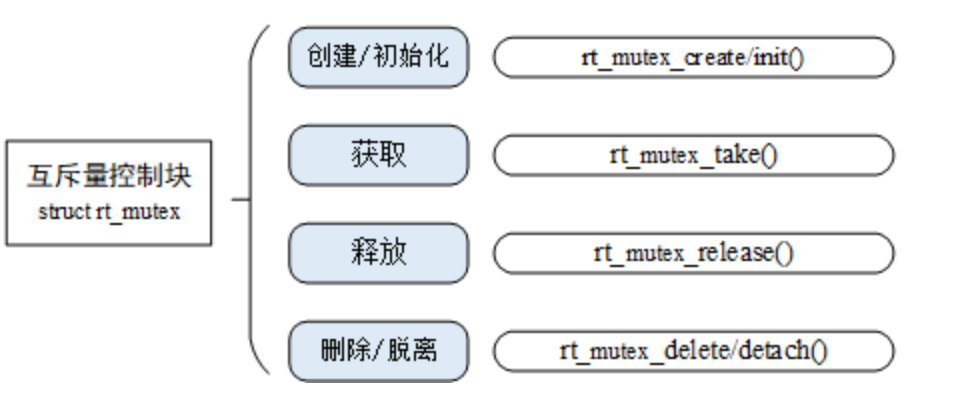 互斥量控制块
struct rt_mutex
创建/初始化
rt_mutex_create/init()
获取
rt_mutex_take()
释放
rt_mutex_release()
删除/脱离
rt_mutex_delete/detach()